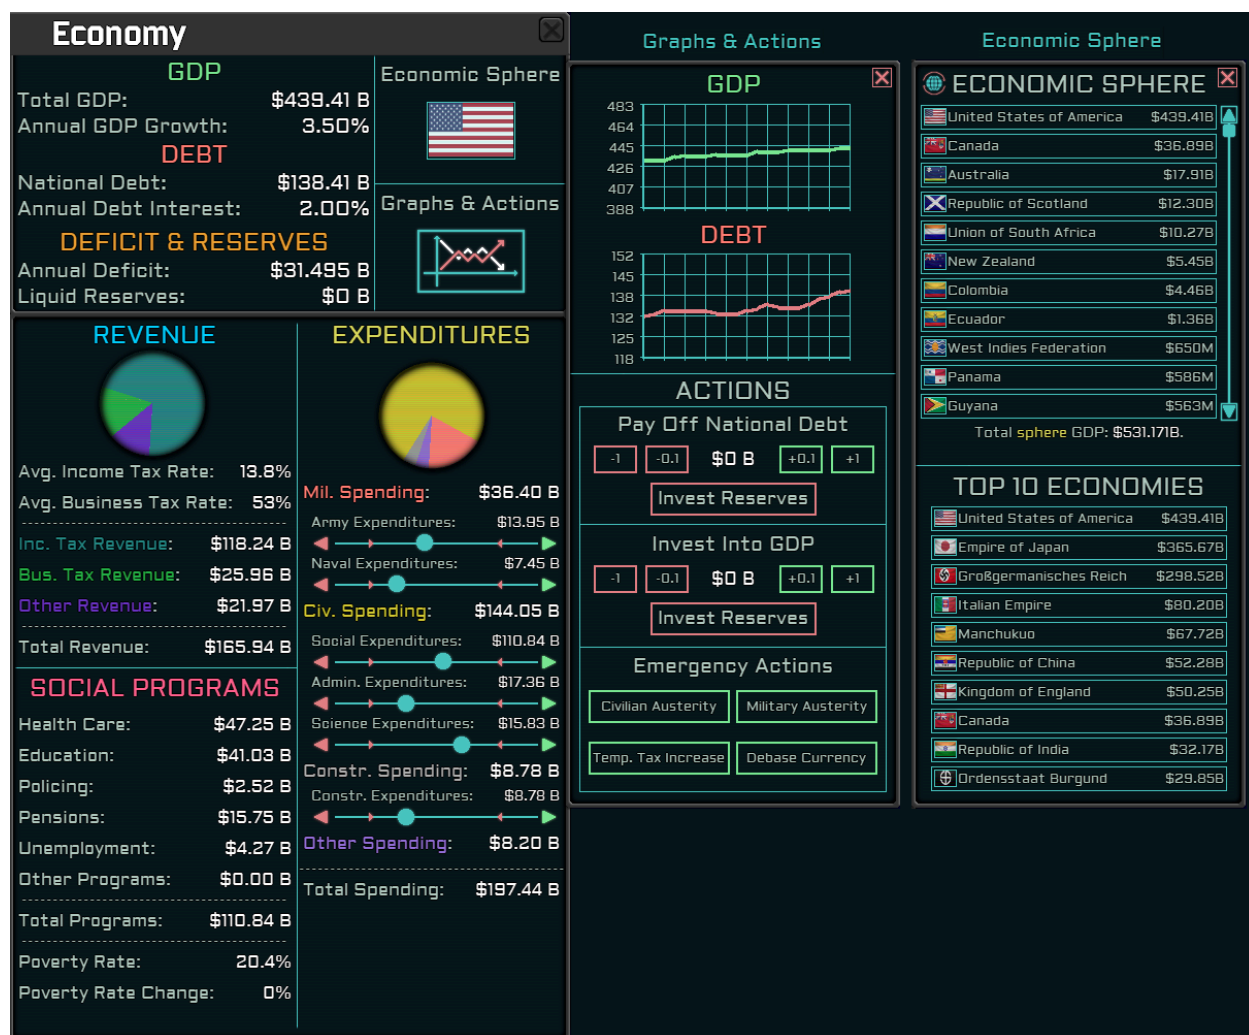 Economy
GDP
Total GDP: $439.41 B
Annual GDP Growth: 3.50%
DEBT
National Debt: $138.41 B
Annual Debt Interest: 2.00%
DEFICIT & RESERVES
Annual Deficit: $31.495 B
Liquid Reserves: $0 B
Economic Sphere
Graphs & Actions
REVENUE
Avg. Income Tax Rate: 13.8%
Avg. Business Tax Rate: 53%
Inc. Tax Revenue: $118.24 B
Bus. Tax Revenue: $25.96 B
Other Revenue: $21.97 B
Total Revenue: $165.94 B
SOCIAL PROGRAMS
Health Care: $47.25 B
Education: $41.03 B
Policing: $2.52 B
Pensions: $15.75 B
Unemployment: $4.27 B
Other Programs: $0.00 B
Total Programs: $110.84 B
Poverty Rate: 20.4%
Poverty Rate Change: 0%
EXPENDITURES
Mil. Spending: $36.40 B
Army Expenditures: $13.95 B
Naval Expenditures: $7.45 B
Civ. Spending: $144.05 B
Social Expenditures: $110.84 B
Admin. Expenditures: $17.36 B
Science Expenditures: $15.83 B
Constr. Spending: $8.78 B
Constr. Expenditures: $8.78 B
Other Spending: $8.20 B
Total Spending: $197.44 B
Graphs & Actions
GDP
483
464
445
426
407
388
DEBT
152
145
138
132
125
118
ACTIONS
Pay Off National Debt
-1 -0.1 $0 B +0.1 +1
Invest Reserves
Invest Into GDP
-1 -0.1 $0 B +0.1 +1
Invest Reserves
Emergency Actions
Civilian Austerity Military Austerity
Temp. Tax Increase Debase Currency
Economic Sphere
ECONOMIC SPHERE
United States of America $439.41B
Canada $36.89B
Australia $17.91B
Republic of Scotland $12.30B
Union of South Africa $10.27B
New Zealand $5.45B
Colombia $4.46B
Ecuador $1.36B
West Indies Federation $650M
Panama $586M
Guyana $563M
Total sphere GDP: $531.171B.
TOP 10 ECONOMIES
United States of America $439.41B
Empire of Japan $365.67B
Großgermanisches Reich $298.52B
Italian Empire $80.20B
Manchukuo $67.72B
Republic of China $52.28B
Kingdom of England $50.25B
Canada $36.89B
Republic of India $32.17B
Ordensstaat Burgund $29.85B